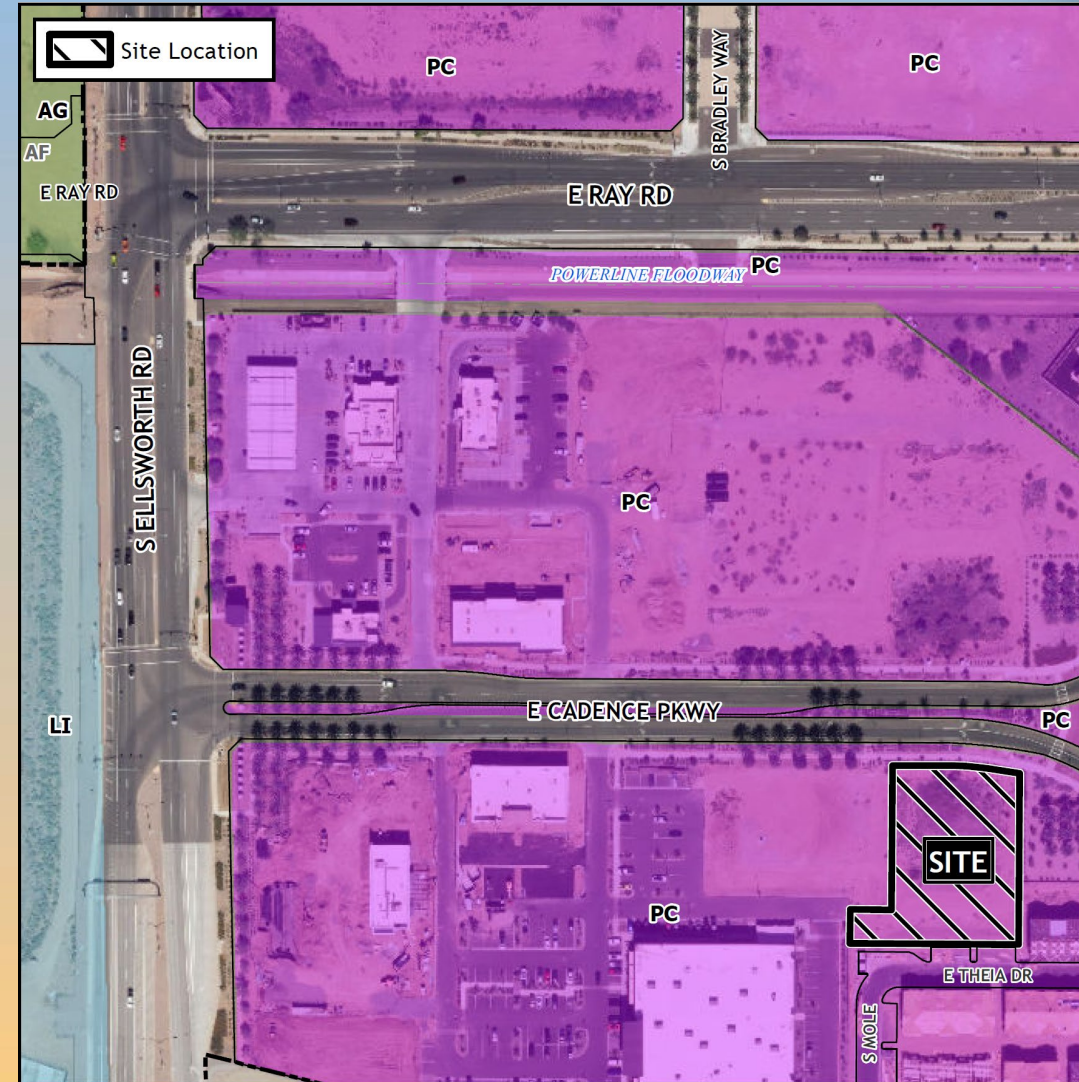 Site Location
PC
PC
S BRADLEY WAY
AG
AF
E RAY RD
E RAY RD
POWERLINE FLOODWAY
PC
S ELLSWORTH RD
PC
E CADENCE PKWY
PC
LI
SITE
PC
E THEIA DR
S MOLE